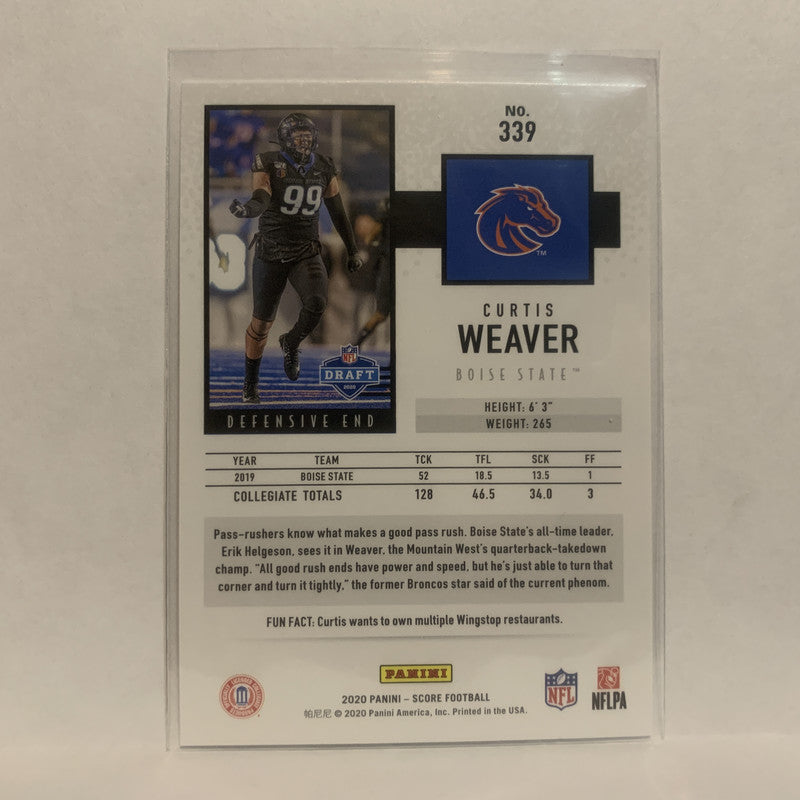 No.
339
99
NFL
DRAFT
2020
DEFENSIVE END
TM
CURTIS
WEAVER
BOISE STATE™
HEIGHT: 6' 3"
WEIGHT: 265
YEAR TEAM TCK TFL SCK FF
2019 BOISE STATE 52 18.5 13.5 1
COLLEGIATE TOTALS 128 46.5 34.0 3
Pass-rushers know what makes a good pass rush. Boise State's all-time leader,
Erik Helgeson, sees it in Weaver, the Mountain West's quarterback-takedown
champ. "All good rush ends have power and speed, but he's just able to turn that
corner and turn it tightly," the former Broncos star said of the current phenom.
FUN FACT: Curtis wants to own multiple Wingstop restaurants.
PANINI
2020 PANINI – SCORE FOOTBALL
帕尼尼 © 2020 Panini America, Inc. Printed in the USA.
NFL
NFLPA